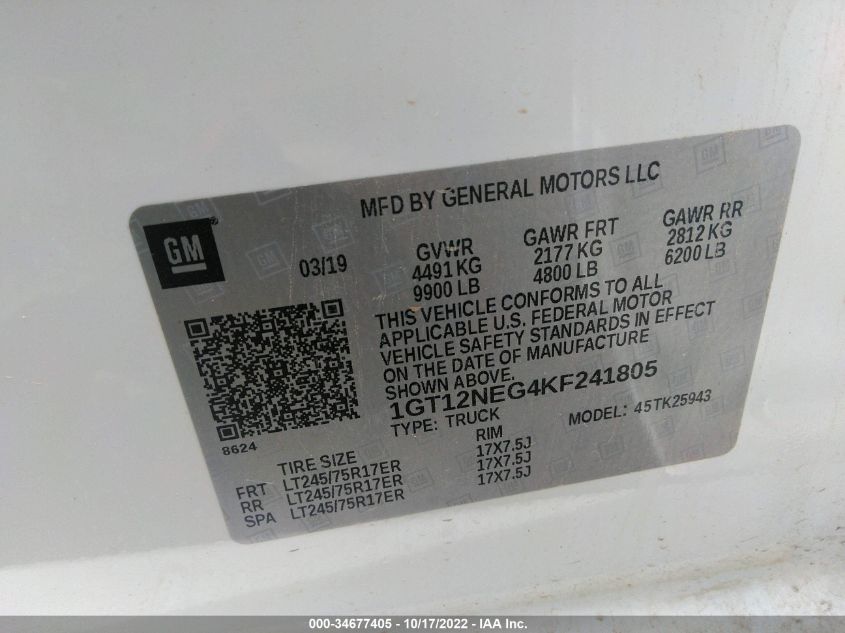 MFD BY GENERAL MOTORS LLC
GM
03/19
GVWR GAWR FRT GAWR RR
4491 KG 2177 KG 2812 KG
9900 LB 4800 LB 6200 LB
THIS VEHICLE CONFORMS TO ALL
APPLICABLE U.S. FEDERAL MOTOR
VEHICLE SAFETY STANDARDS IN EFFECT
ON THE DATE OF MANUFACTURE
SHOWN ABOVE.
1GT12NEG4KF241805
TYPE: TRUCK MODEL: 45TK25943
8624
TIRE SIZE RIM
FRT LT245/75R17ER 17X7.5J
RR LT245/75R17ER 17X7.5J
SPA LT245/75R17ER 17X7.5J
000-34677405 - 10/17/2022 - 1IAA Inc.